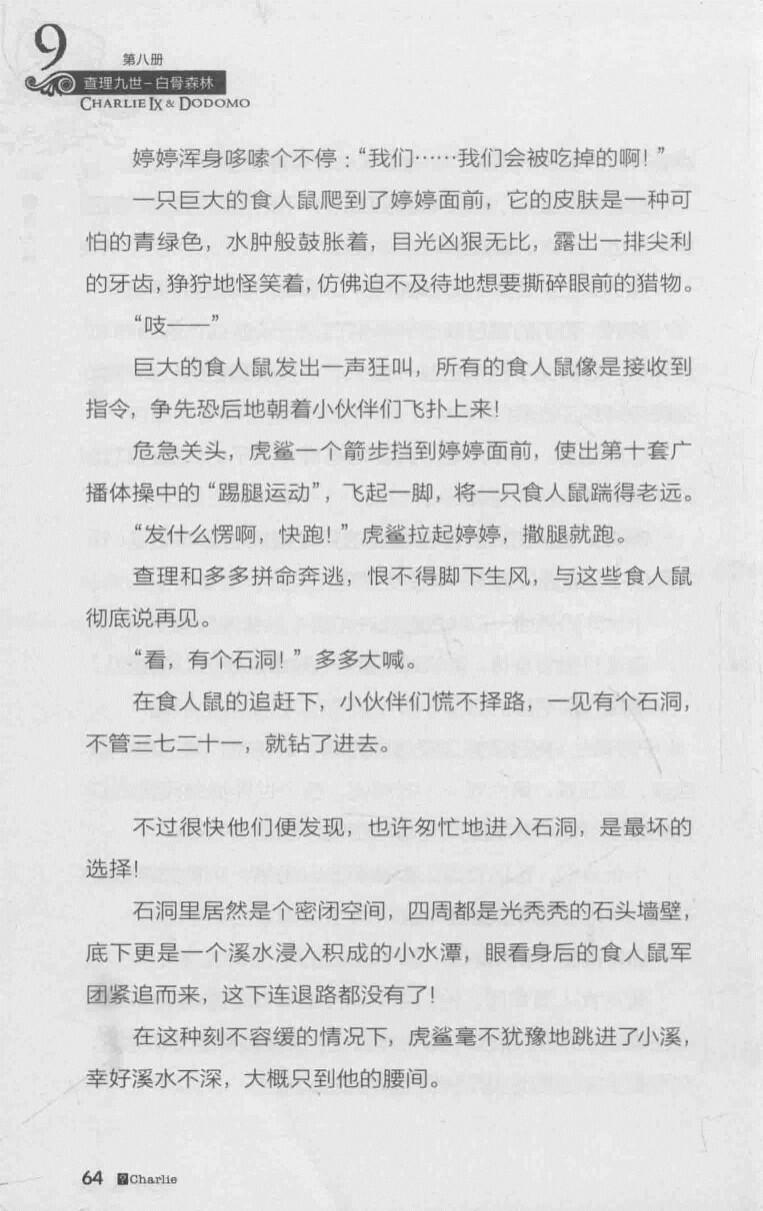 9
第八册
查理九世-白骨森林
CHARLIE IX & DODOMO
婷婷浑身哆嗦个不停：“我们……我们会被吃掉的啊！”
一只巨大的食人鼠爬到了婷婷面前，它的皮肤是一种可
怕的青绿色，水肿般鼓胀着，目光凶狠无比，露出一排尖利
的牙齿，狰狞地怪笑着，仿佛迫不及待地想要撕碎眼前的猎物。
“吱——”
巨大的食人鼠发出一声狂叫，所有的食人鼠像是接收到
指令，争先恐后地朝着小伙伴们飞扑上来！
危急关头，虎鲨一个箭步挡到婷婷面前，使出第十套广
播体操中的“踢腿运动”，飞起一脚，将一只食人鼠踹得老远。
“发什么愣啊，快跑！”虎鲨拉起婷婷，撒腿就跑。
查理和多多拼命奔逃，恨不得脚下生风，与这些食人鼠
彻底说再见。
“看，有个石洞！”多多大喊。
在食人鼠的追赶下，小伙伴们慌不择路，一见有个石洞，
不管三七二十一，就钻了进去。
不过很快他们便发现，也许匆忙地进入石洞，是最坏的
选择！
石洞里居然是个密闭空间，四周都是光秃秃的石头墙壁，
底下更是一个溪水浸入积成的小水潭，眼看身后的食人鼠军
团紧追而来，这下连退路都没有了！
在这种刻不容缓的情况下，虎鲨毫不犹豫地跳进了小溪，
幸好溪水不深，大概只到他的腰间。
64 ?Charlie